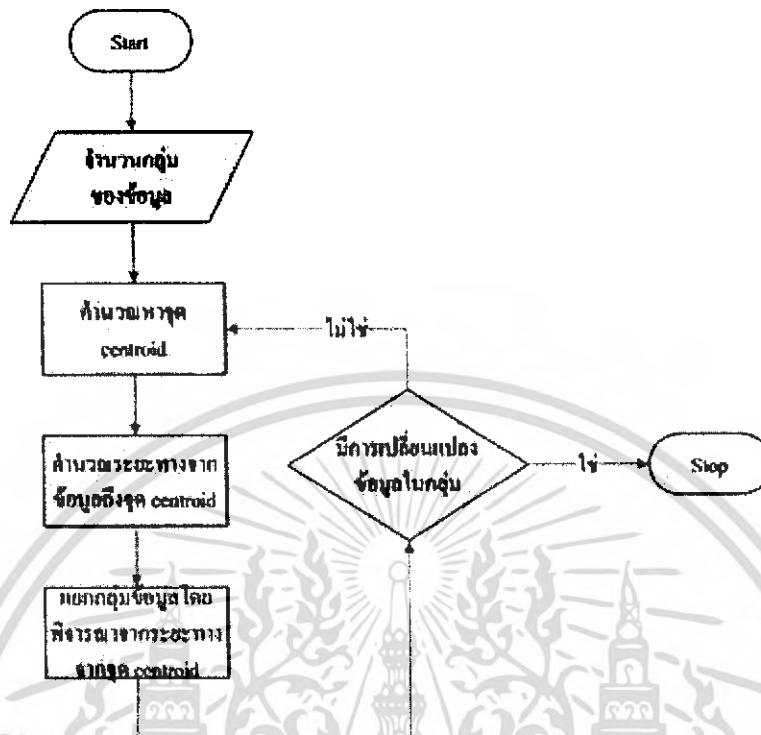 Start
จำนวนกลุ่ม
ของข้อมูล
คำนวณหาจุด
centroid
ไม่ใช่
คำนวณระยะทางจาก
ข้อมูลถึงจุด centroid
มีการเปลี่ยนแปลง
ข้อมูลในกลุ่ม
ใช่
Stop
แยกกลุ่มข้อมูลโดย
พิจารณาจากระยะทาง
จากจุด centroid